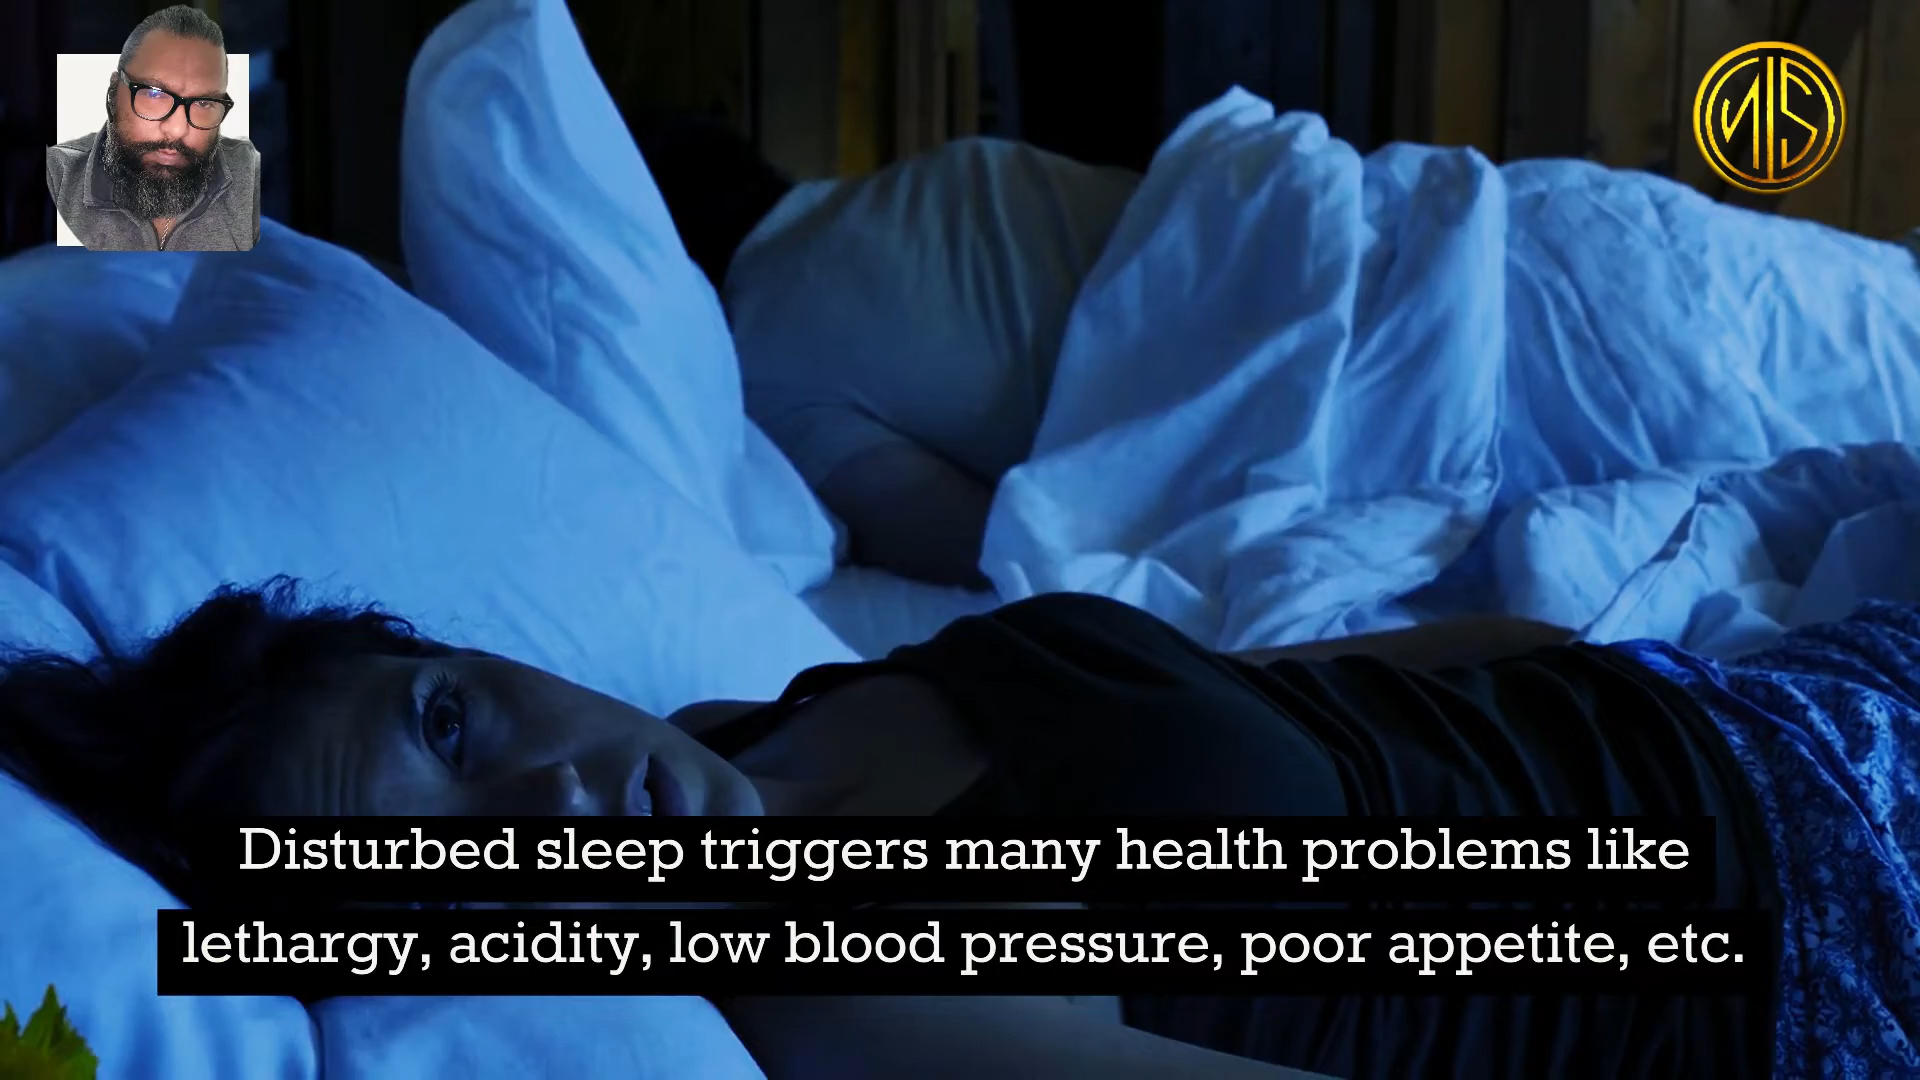 Disturbed sleep triggers many health problems like
lethargy, acidity, low blood pressure, poor appetite, etc.